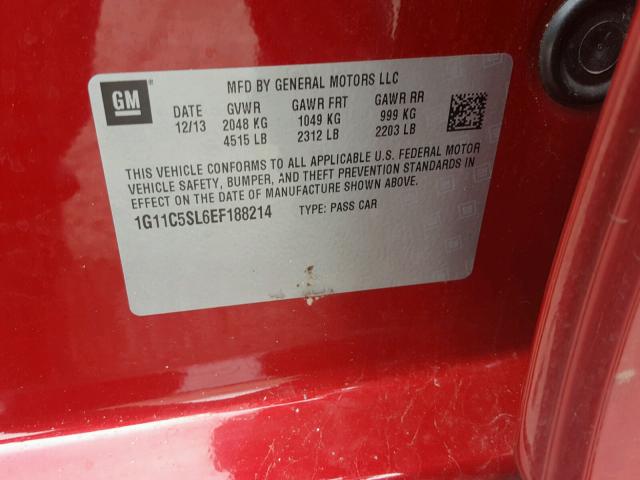 GM
MFD BY GENERAL MOTORS LLC
DATE GVWR GAWR FRT GAWR RR
12/13 2048 KG 1049 KG 999 KG
4515 LB 2312 LB 2203 LB
THIS VEHICLE CONFORMS TO ALL APPLICABLE U.S. FEDERAL MOTOR
VEHICLE SAFETY, BUMPER, AND THEFT PREVENTION STANDARDS IN
EFFECT ON THE DATE OF MANUFACTURE SHOWN ABOVE.
1G11C5SL6EF188214 TYPE: PASS CAR